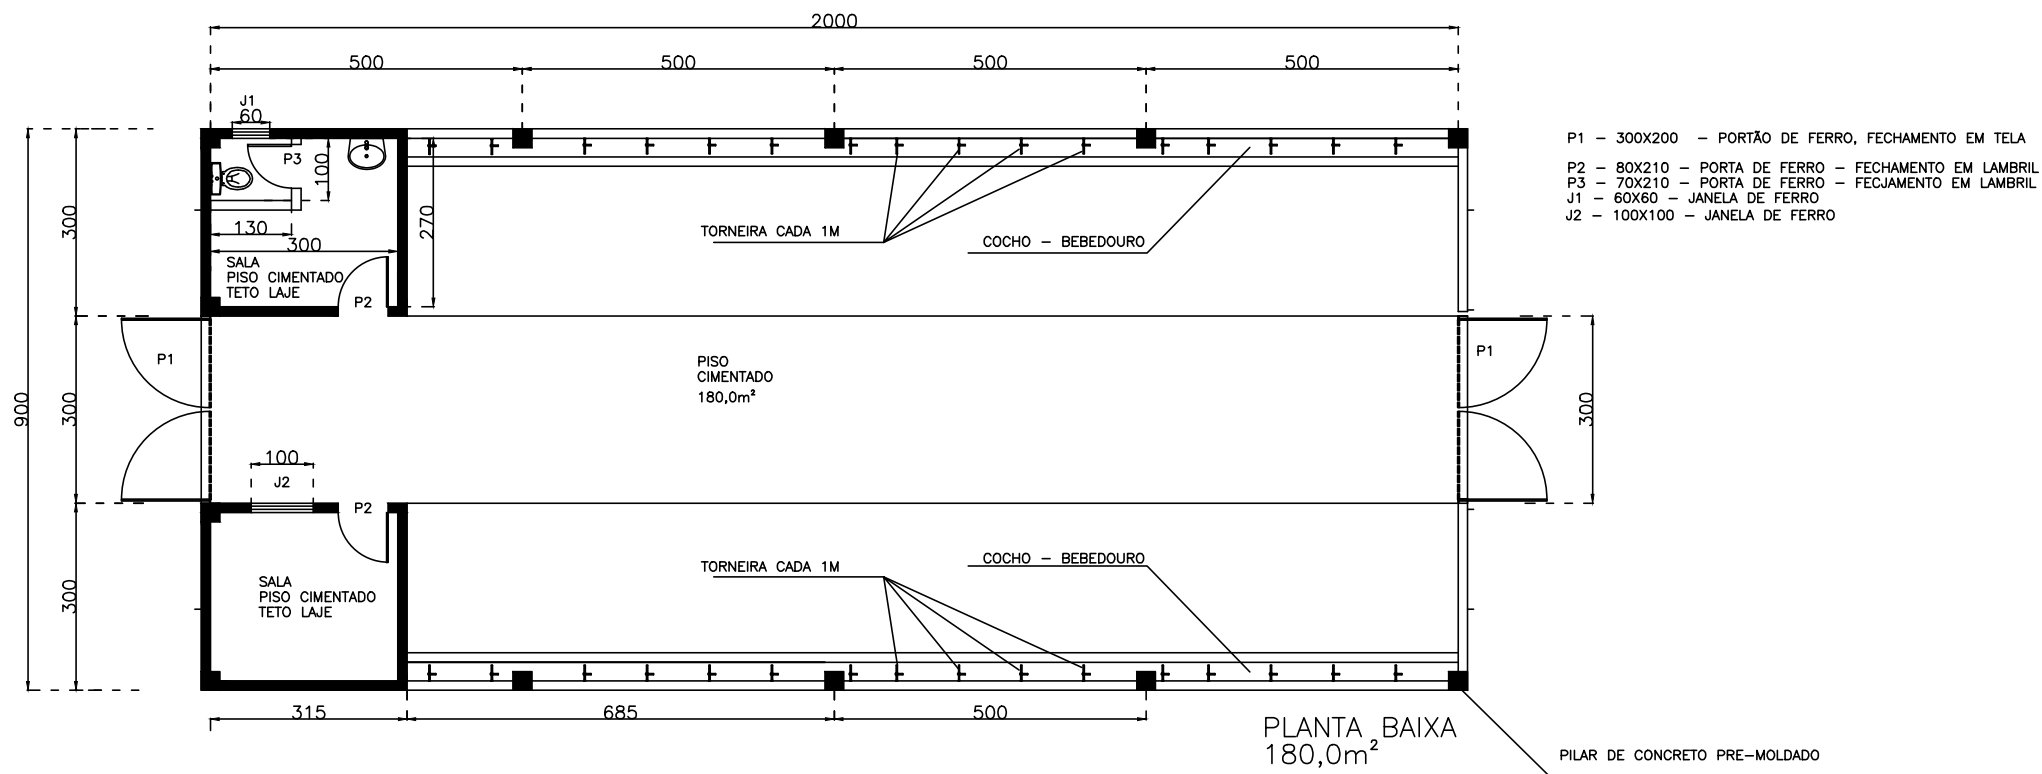 2000
500
500
500
500
J1
60
P3
100
270
130
300
SALA
PISO CIMENTADO
TETO LAJE
P2
TORNEIRA CADA 1M
COCHO - BEBEDOURO
P1 - 300X200 - PORTÃO DE FERRO, FECHAMENTO EM TELA
P2 - 80X210 - PORTA DE FERRO - FECHAMENTO EM LAMBRIL
P3 - 70X210 - PORTA DE FERRO - FECJAMENTO EM LAMBRIL
J1 - 60X60 - JANELA DE FERRO
J2 - 100X100 - JANELA DE FERRO
900
300
300
300
P1
PISO
CIMENTADO
180,0m²
P1
300
100
J2
P2
SALA
PISO CIMENTADO
TETO LAJE
TORNEIRA CADA 1M
COCHO - BEBEDOURO
315
685
500
PLANTA BAIXA
180,0m²
PILAR DE CONCRETO PRE-MOLDADO